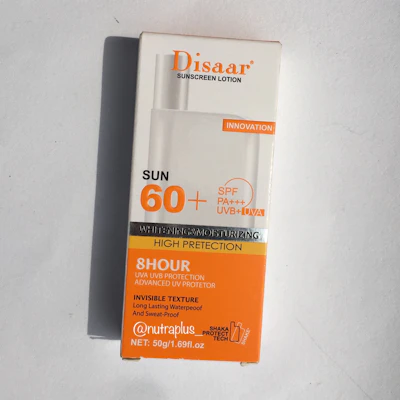 Disaar®
SUNSCREEN LOTION
INNOVATION
SUN
60+
SPF
PA+++
UVB+UVA
WHITENING/MOISTURIZING
HIGH PRETECTION
8HOUR
UVA UVB PROTECTION
ADVANCED UV PROTETOR
INVISIBLE TEXTURE
Long Lasting Waterproof
And Sweat-Proof
@nutraplus_
NET: 50g/1.69fl.oz
SHAKA
PROTECT
TECH